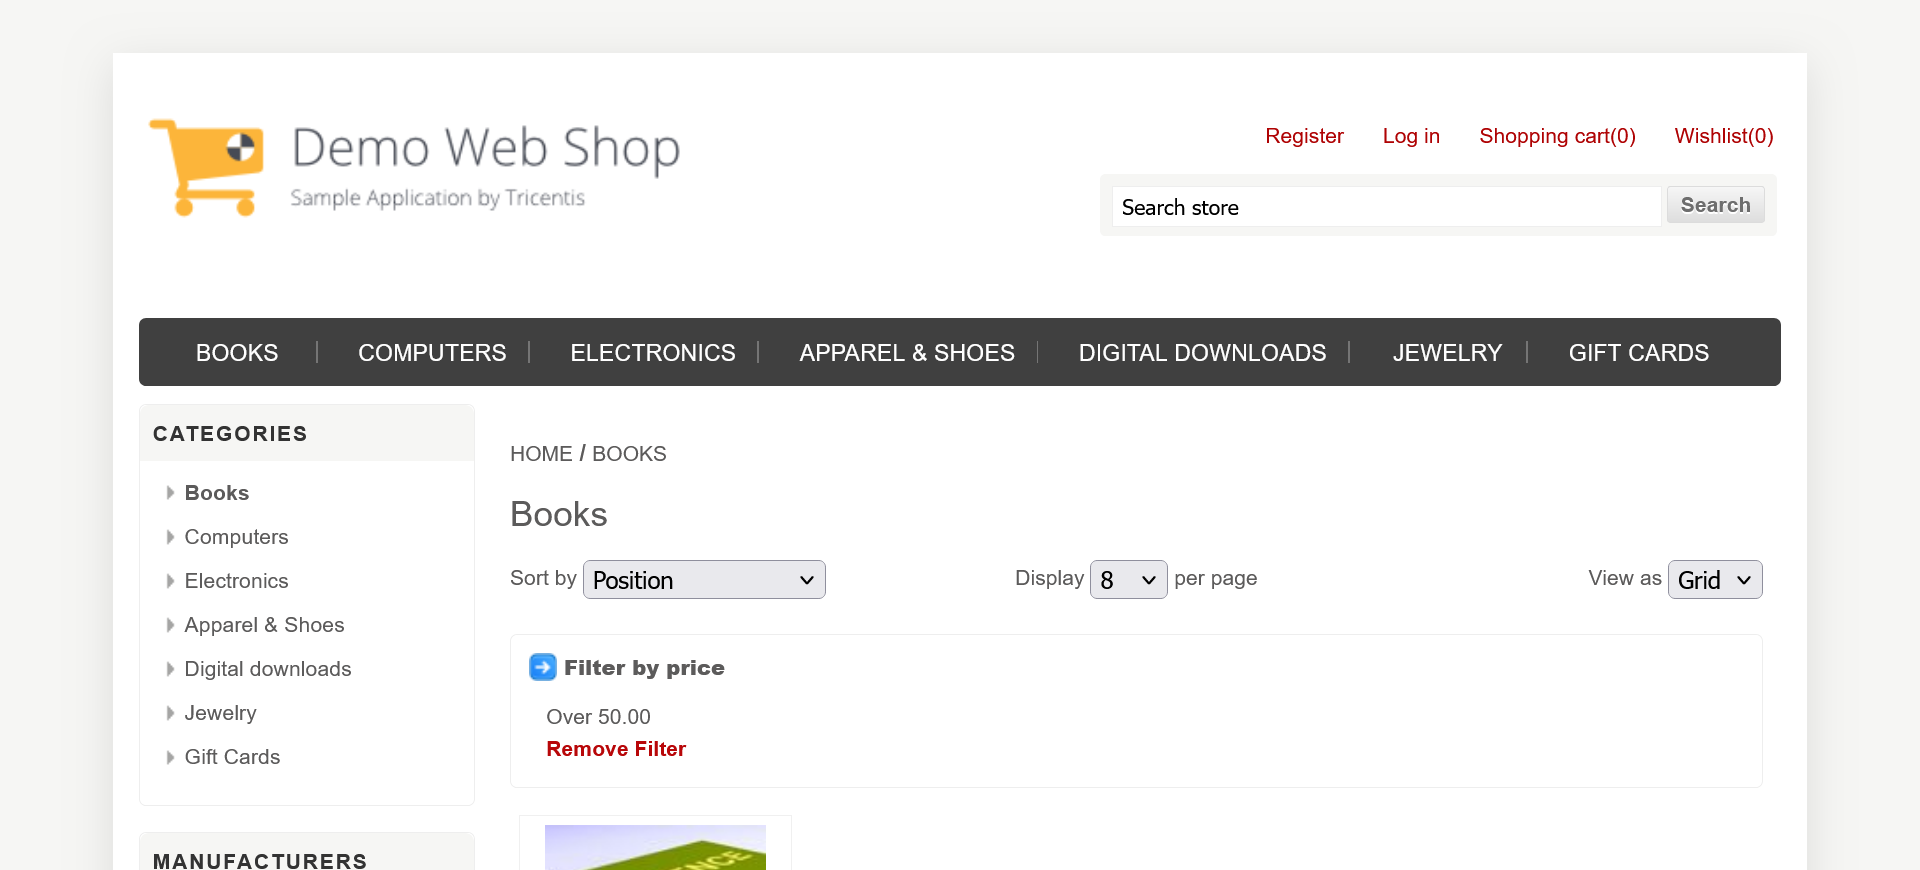 Demo Web Shop
Sample Application by Tricentis
Register Log in Shopping cart(0) Wishlist(0)
Search store Search
BOOKS COMPUTERS ELECTRONICS APPAREL & SHOES DIGITAL DOWNLOADS JEWELRY GIFT CARDS
CATEGORIES
Books
Computers
Electronics
Apparel & Shoes
Digital downloads
Jewelry
Gift Cards
MANUFACTURERS
HOME / BOOKS
Books
Sort by Position Display 8 per page View as Grid
Filter by price
Over 50.00
Remove Filter